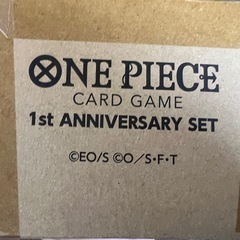 ONE PIECE
CARD GAME
1st ANNIVERSARY SET
©EO/S ©O/S・F・T